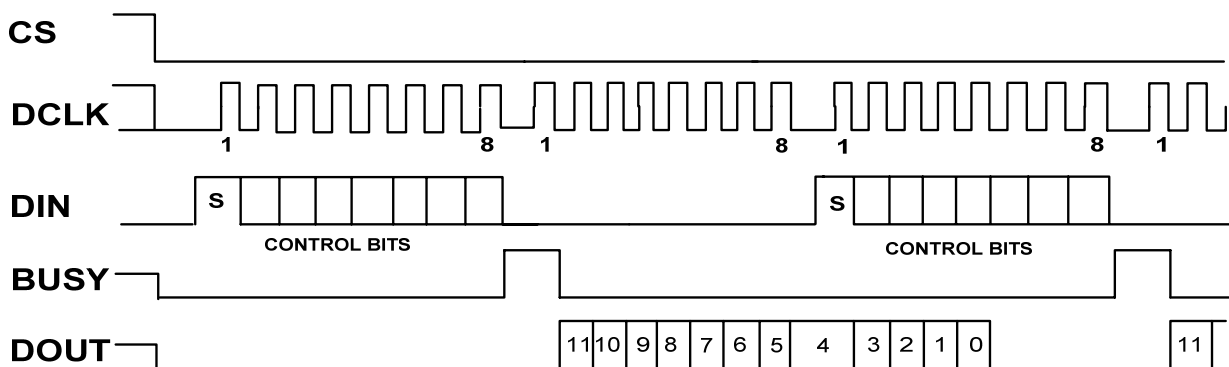 CS
DCLK
1 8 1 8 1 8 1
DIN
S S
CONTROL BITS CONTROL BITS
BUSY
DOUT
11 10 9 8 7 6 5 4 3 2 1 0 11